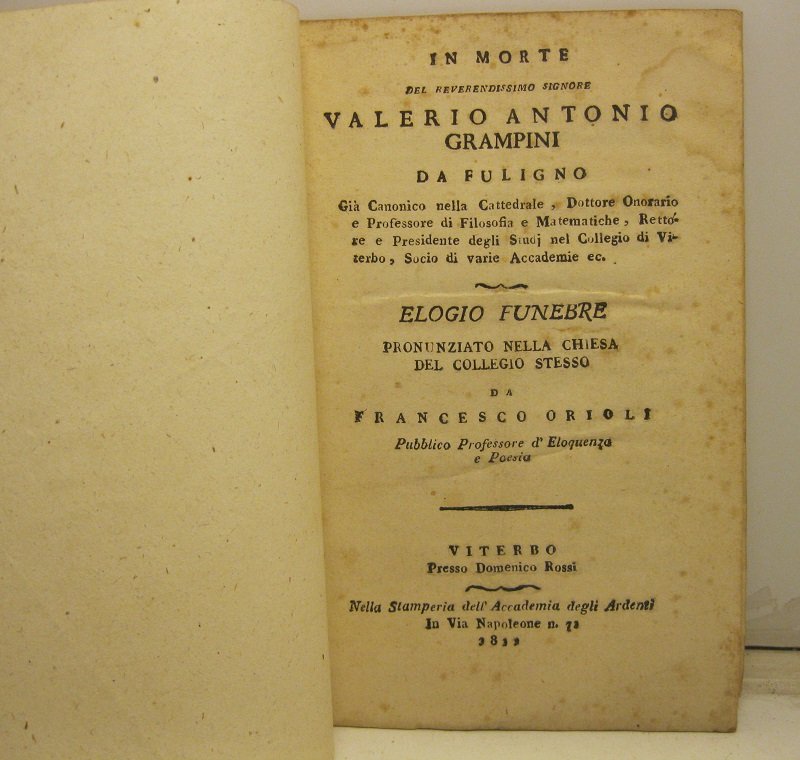 IN MORTE
DEL REVERENDISSIMO SIGNORE
VALERIO ANTONIO
GRAMPINI
DA FULIGNO
Già Canonico nella Cattedrale, Dottore Onorario
e Professore di Filosofia e Matematiche, Retto-
re e Presidente degli Studj nel Collegio di Vi-
terbo, Socio di varie Accademie ec.
ELOGIO FUNEBRE
PRONUNZIATO NELLA CHIESA
DEL COLLEGIO STESSO
DA
FRANCESCO ORIOLI
Pubblico Professore d' Eloquenza
e Poesia
VITERBO
Presso Domenico Rossi
Nella Stamperia dell' Accademia degli Ardenti
In Via Napoleone n.
1811